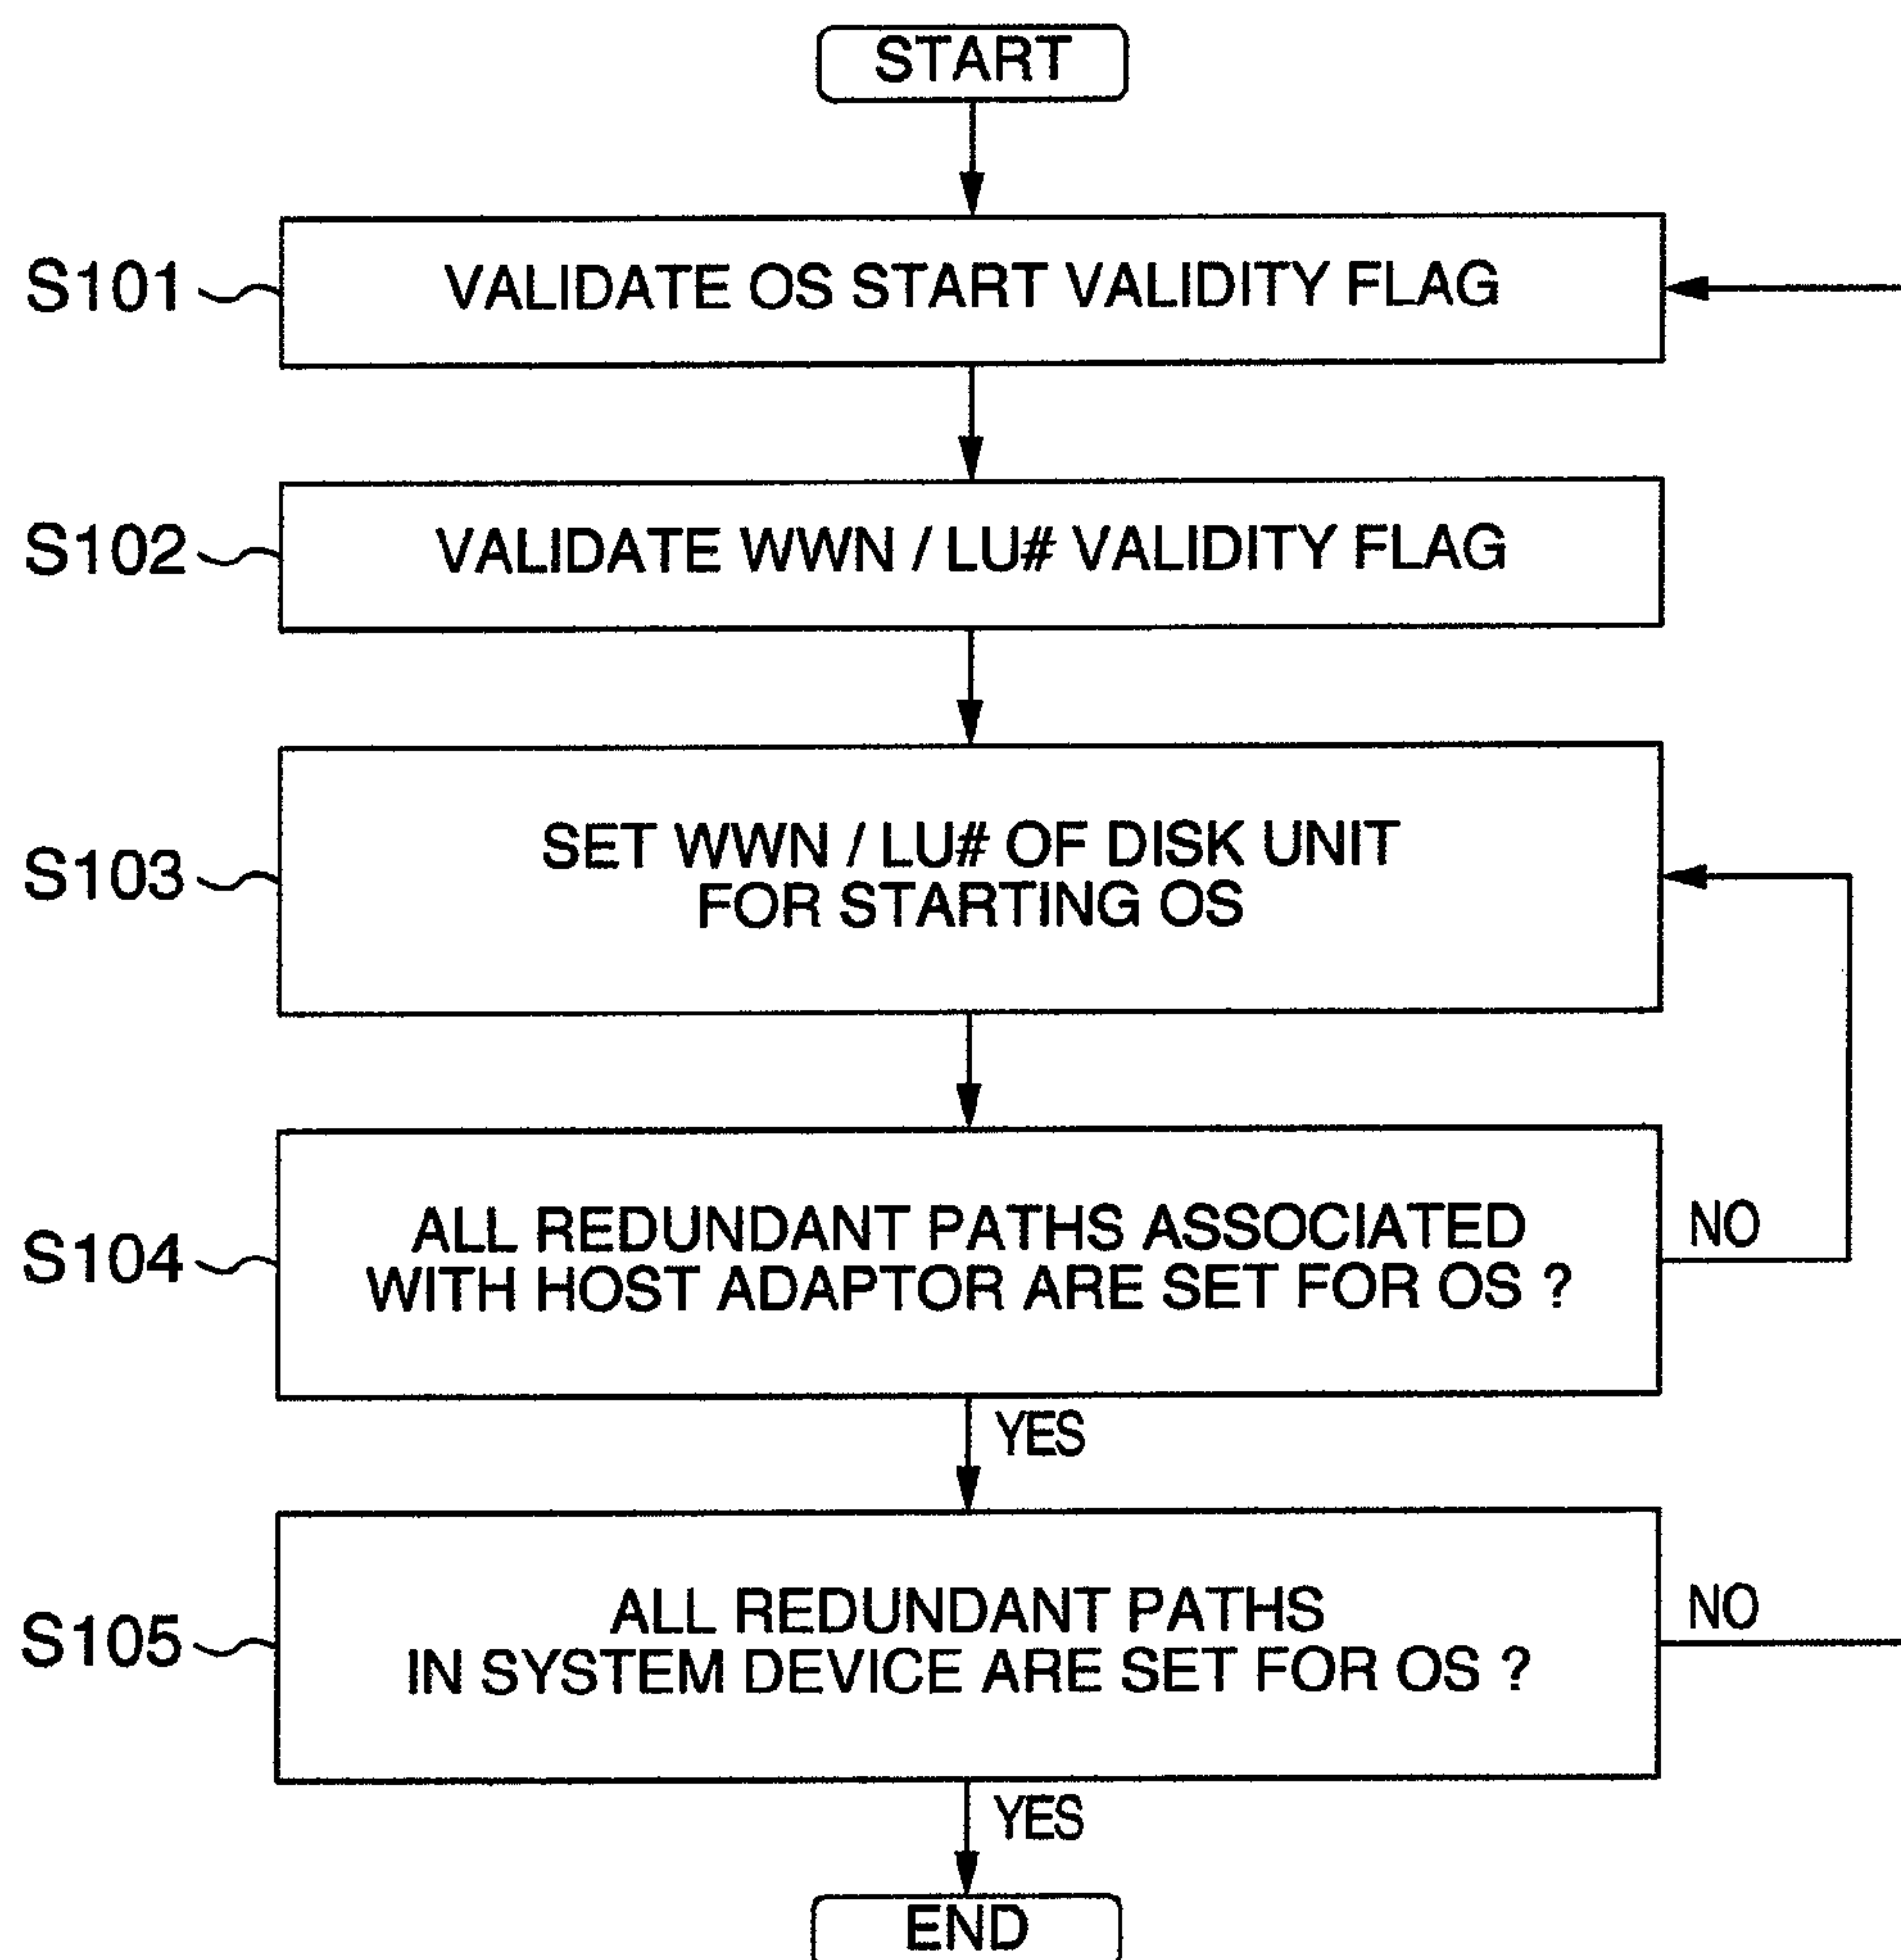 START
S101
VALIDATE OS START VALIDITY FLAG
S102
VALIDATE WWN / LU# VALIDITY FLAG
S103
SET WWN / LU# OF DISK UNIT
FOR STARTING OS
S104
ALL REDUNDANT PATHS ASSOCIATED
WITH HOST ADAPTOR ARE SET FOR OS ?
NO
YES
S105
ALL REDUNDANT PATHS
IN SYSTEM DEVICE ARE SET FOR OS ?
NO
YES
END